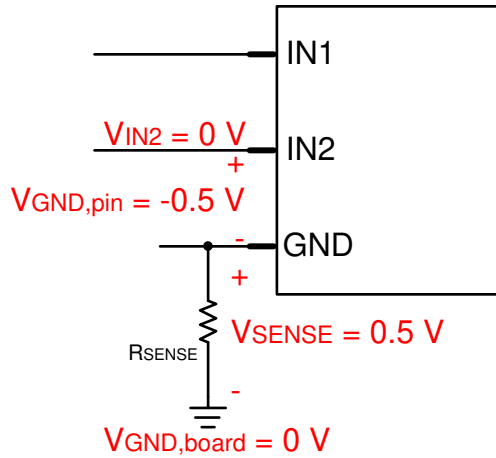 IN1
VIN2 = 0 V
+
IN2
VGND,pin = -0.5 V
-
GND
+
VSENSE = 0.5 V
RSENSE
-
VGND,board = 0 V